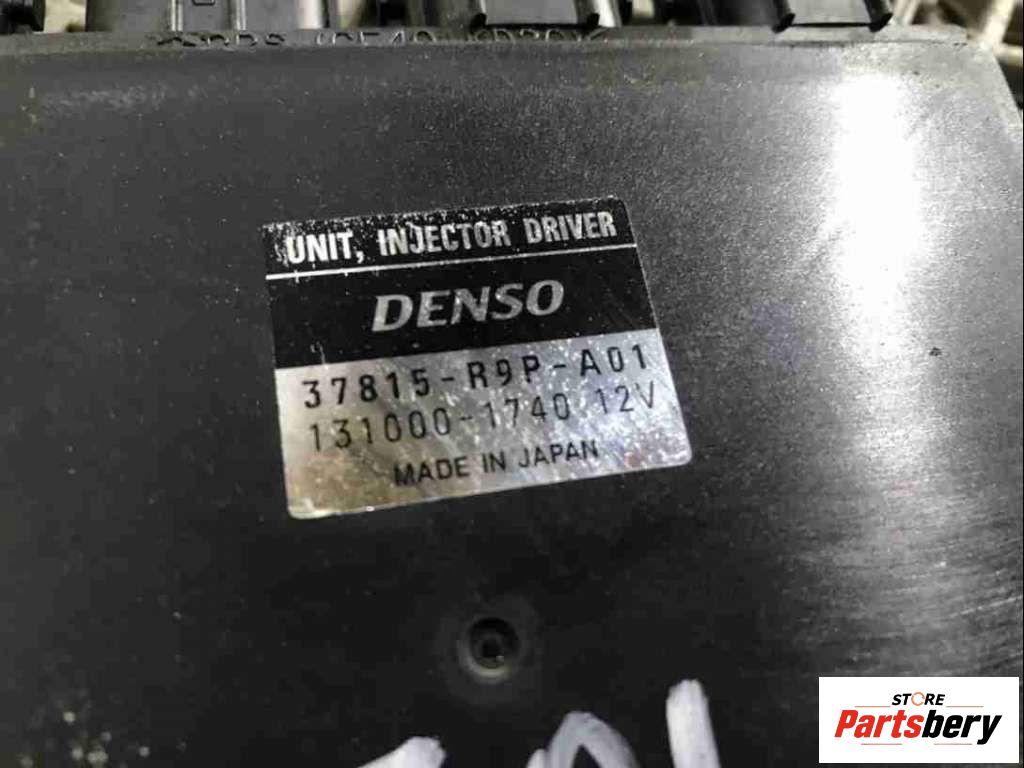 UNIT, INJECTOR DRIVER
DENSO
37815-R9P-A01
131000-1740 12V
MADE IN JAPAN
STORE
Partsbery